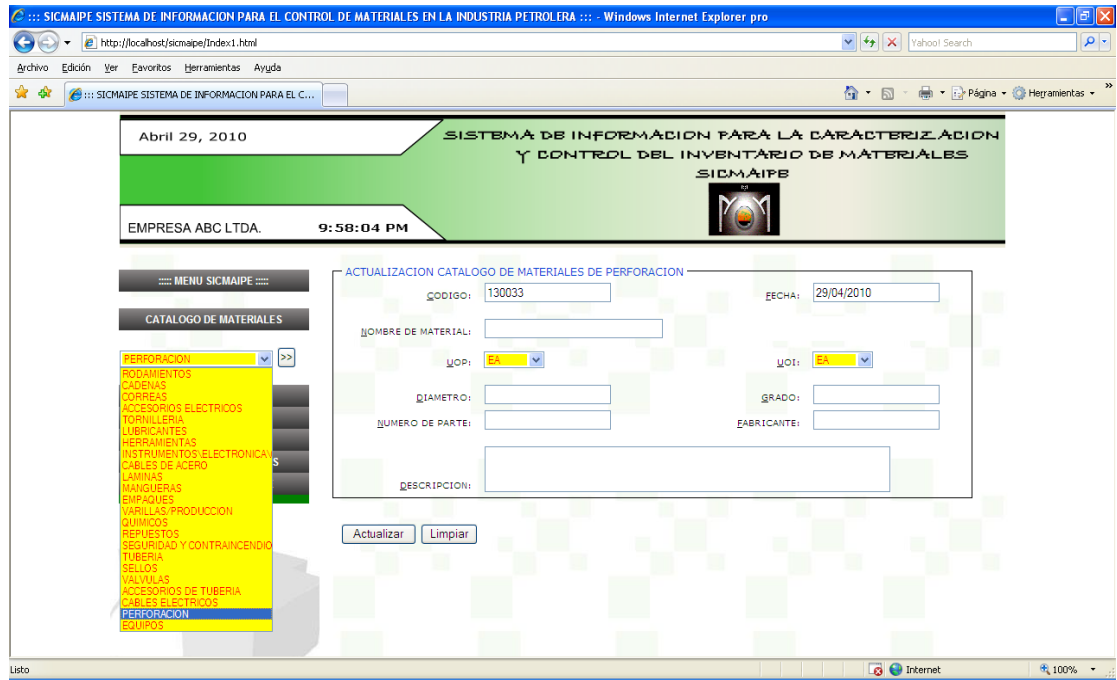 ::: SICMAIPE SISTEMA DE INFORMACION PARA EL CONTROL DE MATERIALES EN LA INDUSTRIA PETROLERA ::: - Windows Internet Explorer pro
http://localhost/sicmaipe/Index1.html
Yahoo! Search
Archivo Edición Ver Favoritos Herramientas Ayuda
::: SICMAIPE SISTEMA DE INFORMACION PARA EL C...
Página Herramientas »
Abril 29, 2010
SISTEMA DE INFORMACION PARA LA CARACTERIZACION
Y CONTROL DEL INVENTARIO DE MATERIALES
SICMAIPE
EMPRESA ABC LTDA. 9:58:04 PM
::::: MENU SICMAIPE :::::
CATALOGO DE MATERIALES
PERFORACION >>
RODAMIENTOS
CADENAS
CORREAS
ACCESORIOS ELECTRICOS
TORNILLERIA
LUBRICANTES
HERRAMIENTAS
INSTRUMENTOS\ELECTRONICA\
CABLES DE ACERO
S
LAMINAS
MANGUERAS
EMPAQUES
VARILLAS/PRODUCCION
QUIMICOS
REPUESTOS
SEGURIDAD Y CONTRAINCENDIO
TUBERIA
SELLOS
VALVULAS
ACCESORIOS DE TUBERIA
CABLES ELECTRICOS
PERFORACION
EQUIPOS
ACTUALIZACION CATALOGO DE MATERIALES DE PERFORACION
CODIGO: 130033 FECHA: 29/04/2010
NOMBRE DE MATERIAL:
UOP: EA UOI: EA
DIAMETRO: GRADO:
NUMERO DE PARTE: FABRICANTE:
DESCRIPCION:
Actualizar Limpiar
Listo Internet 100%